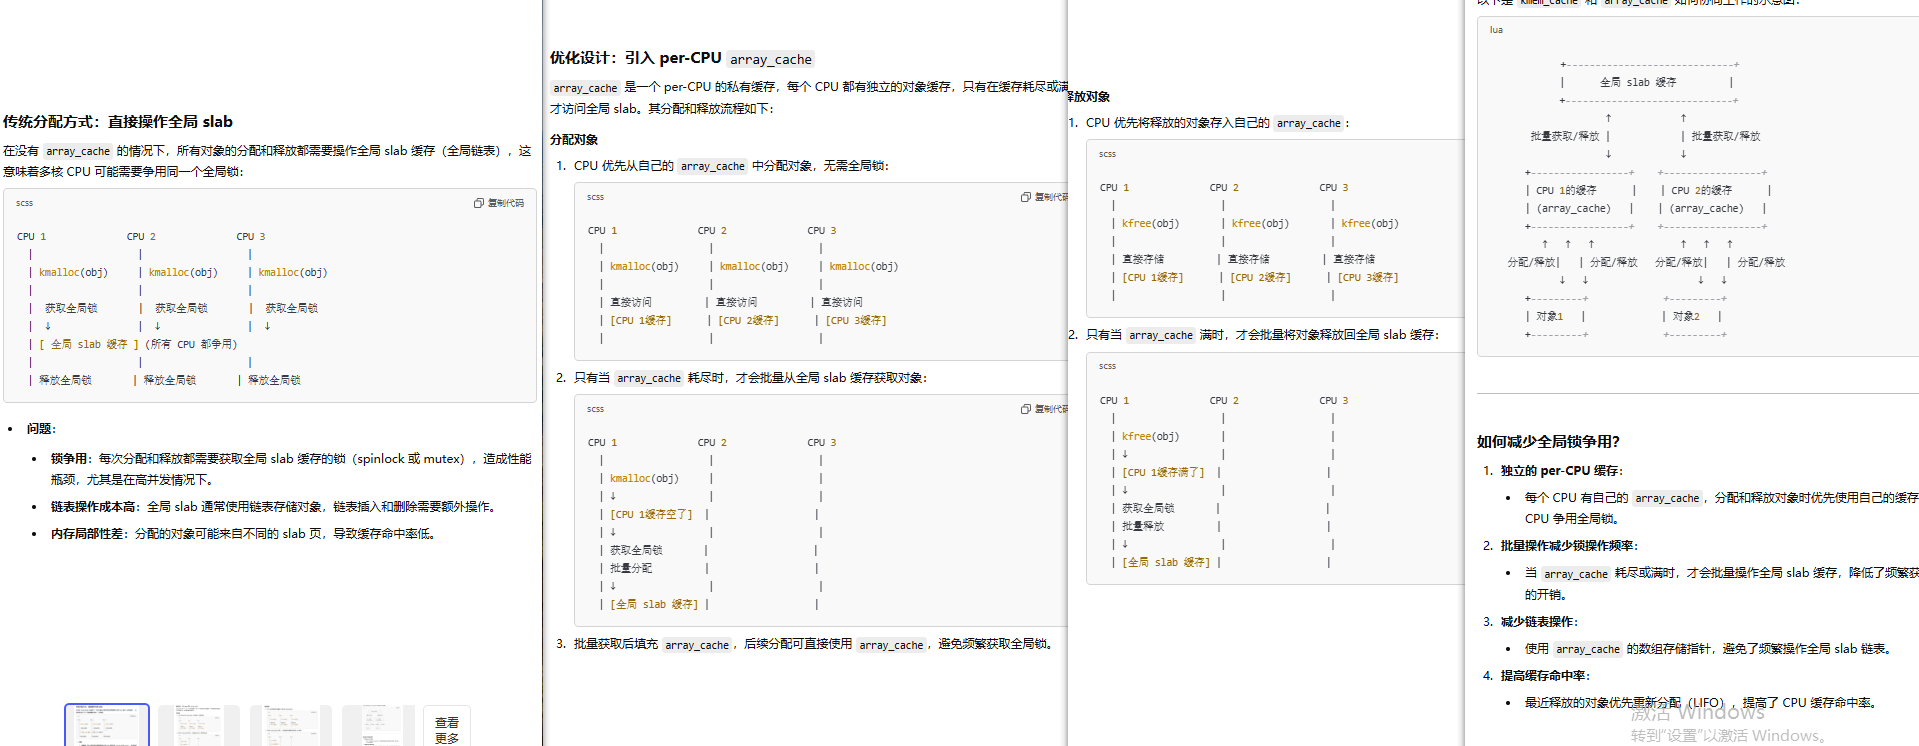 传统分配方式：直接操作全局 slab
在没有 array_cache 的情况下，所有对象的分配和释放都需要操作全局 slab 缓存（全局链表），这
意味着多核 CPU 可能需要争用同一个全局锁：
scss 复制代码
CPU 1 CPU 2 CPU 3
| | |
| kmalloc(obj) | kmalloc(obj) | kmalloc(obj)
| | |
| 获取全局锁 | 获取全局锁 | 获取全局锁
| ↓ | ↓ | ↓
| [ 全局 slab 缓存 ] (所有 CPU 都争用)
| | |
| 释放全局锁 | 释放全局锁 | 释放全局锁
• 问题：
• 锁争用：每次分配和释放都需要获取全局 slab 缓存的锁（spinlock 或 mutex），造成性能
瓶颈，尤其是在高并发情况下。
• 链表操作成本高：全局 slab 通常使用链表存储对象，链表插入和删除需要额外操作。
• 内存局部性差：分配的对象可能来自不同的 slab 页，导致缓存命中率低。
查看
更多
优化设计：引入 per-CPU array_cache
array_cache 是一个 per-CPU 的私有缓存，每个 CPU 都有独立的对象缓存，只有在缓存耗尽或满
才访问全局 slab。其分配和释放流程如下：
分配对象
1. CPU 优先从自己的 array_cache 中分配对象，无需全局锁：
scss 复制代码
CPU 1 CPU 2 CPU 3
| | |
| kmalloc(obj) | kmalloc(obj) | kmalloc(obj)
| | |
| 直接访问 | 直接访问 | 直接访问
| [CPU 1缓存] | [CPU 2缓存] | [CPU 3缓存]
| | |
2. 只有当 array_cache 耗尽时，才会批量从全局 slab 缓存获取对象：
scss 复制代码
CPU 1 CPU 2 CPU 3
| | |
| kmalloc(obj) | |
| ↓ | |
| [CPU 1缓存空了] | |
| ↓ | |
| 获取全局锁 | |
| 批量分配 | |
| ↓ | |
| [全局 slab 缓存] | |
3. 批量获取后填充 array_cache，后续分配可直接使用 array_cache，避免频繁获取全局锁。
释放对象
1. CPU 优先将释放的对象存入自己的 array_cache：
scss
CPU 1 CPU 2 CPU 3
| | |
| kfree(obj) | kfree(obj) | kfree(obj)
| | |
| 直接存储 | 直接存储 | 直接存储
| [CPU 1缓存] | [CPU 2缓存] | [CPU 3缓存]
| | |
2. 只有当 array_cache 满时，才会批量将对象释放回全局 slab 缓存：
scss
CPU 1 CPU 2 CPU 3
| | |
| kfree(obj) | |
| ↓ | |
| [CPU 1缓存满了] | |
| ↓ | |
| 获取全局锁 | |
| 批量释放 | |
| ↓ | |
| [全局 slab 缓存] | |
以下是 kmem_cache 和 array_cache 如何协同工作的示意图：
lua
+---------------------------+
| 全局 slab 缓存 |
+---------------------------+
↑ ↑
批量获取/释放 | | 批量获取/释放
↓ ↓
+----------------+ +----------------+
| CPU 1的缓存 | | CPU 2的缓存 |
| (array_cache) | | (array_cache) |
+----------------+ +----------------+
↑ ↑ ↑ ↑ ↑ ↑
分配/释放| | 分配/释放 分配/释放| | 分配/释放
↓ ↓ ↓ ↓
+---------+ +---------+
| 对象1 | | 对象2 |
+---------+ +---------+
如何减少全局锁争用？
1. 独立的 per-CPU 缓存：
• 每个 CPU 有自己的 array_cache，分配和释放对象时优先使用自己的缓存
CPU 争用全局锁。
2. 批量操作减少锁操作频率：
• 当 array_cache 耗尽或满时，才会批量操作全局 slab 缓存，降低了频繁获
的开销。
3. 减少链表操作：
• 使用 array_cache 的数组存储指针，避免了频繁操作全局 slab 链表。
4. 提高缓存命中率：
• 最近释放的对象优先重新分配（LIFO），提高了 CPU 缓存命中率。
激活 Windows
转到“设置”以激活 Windows。